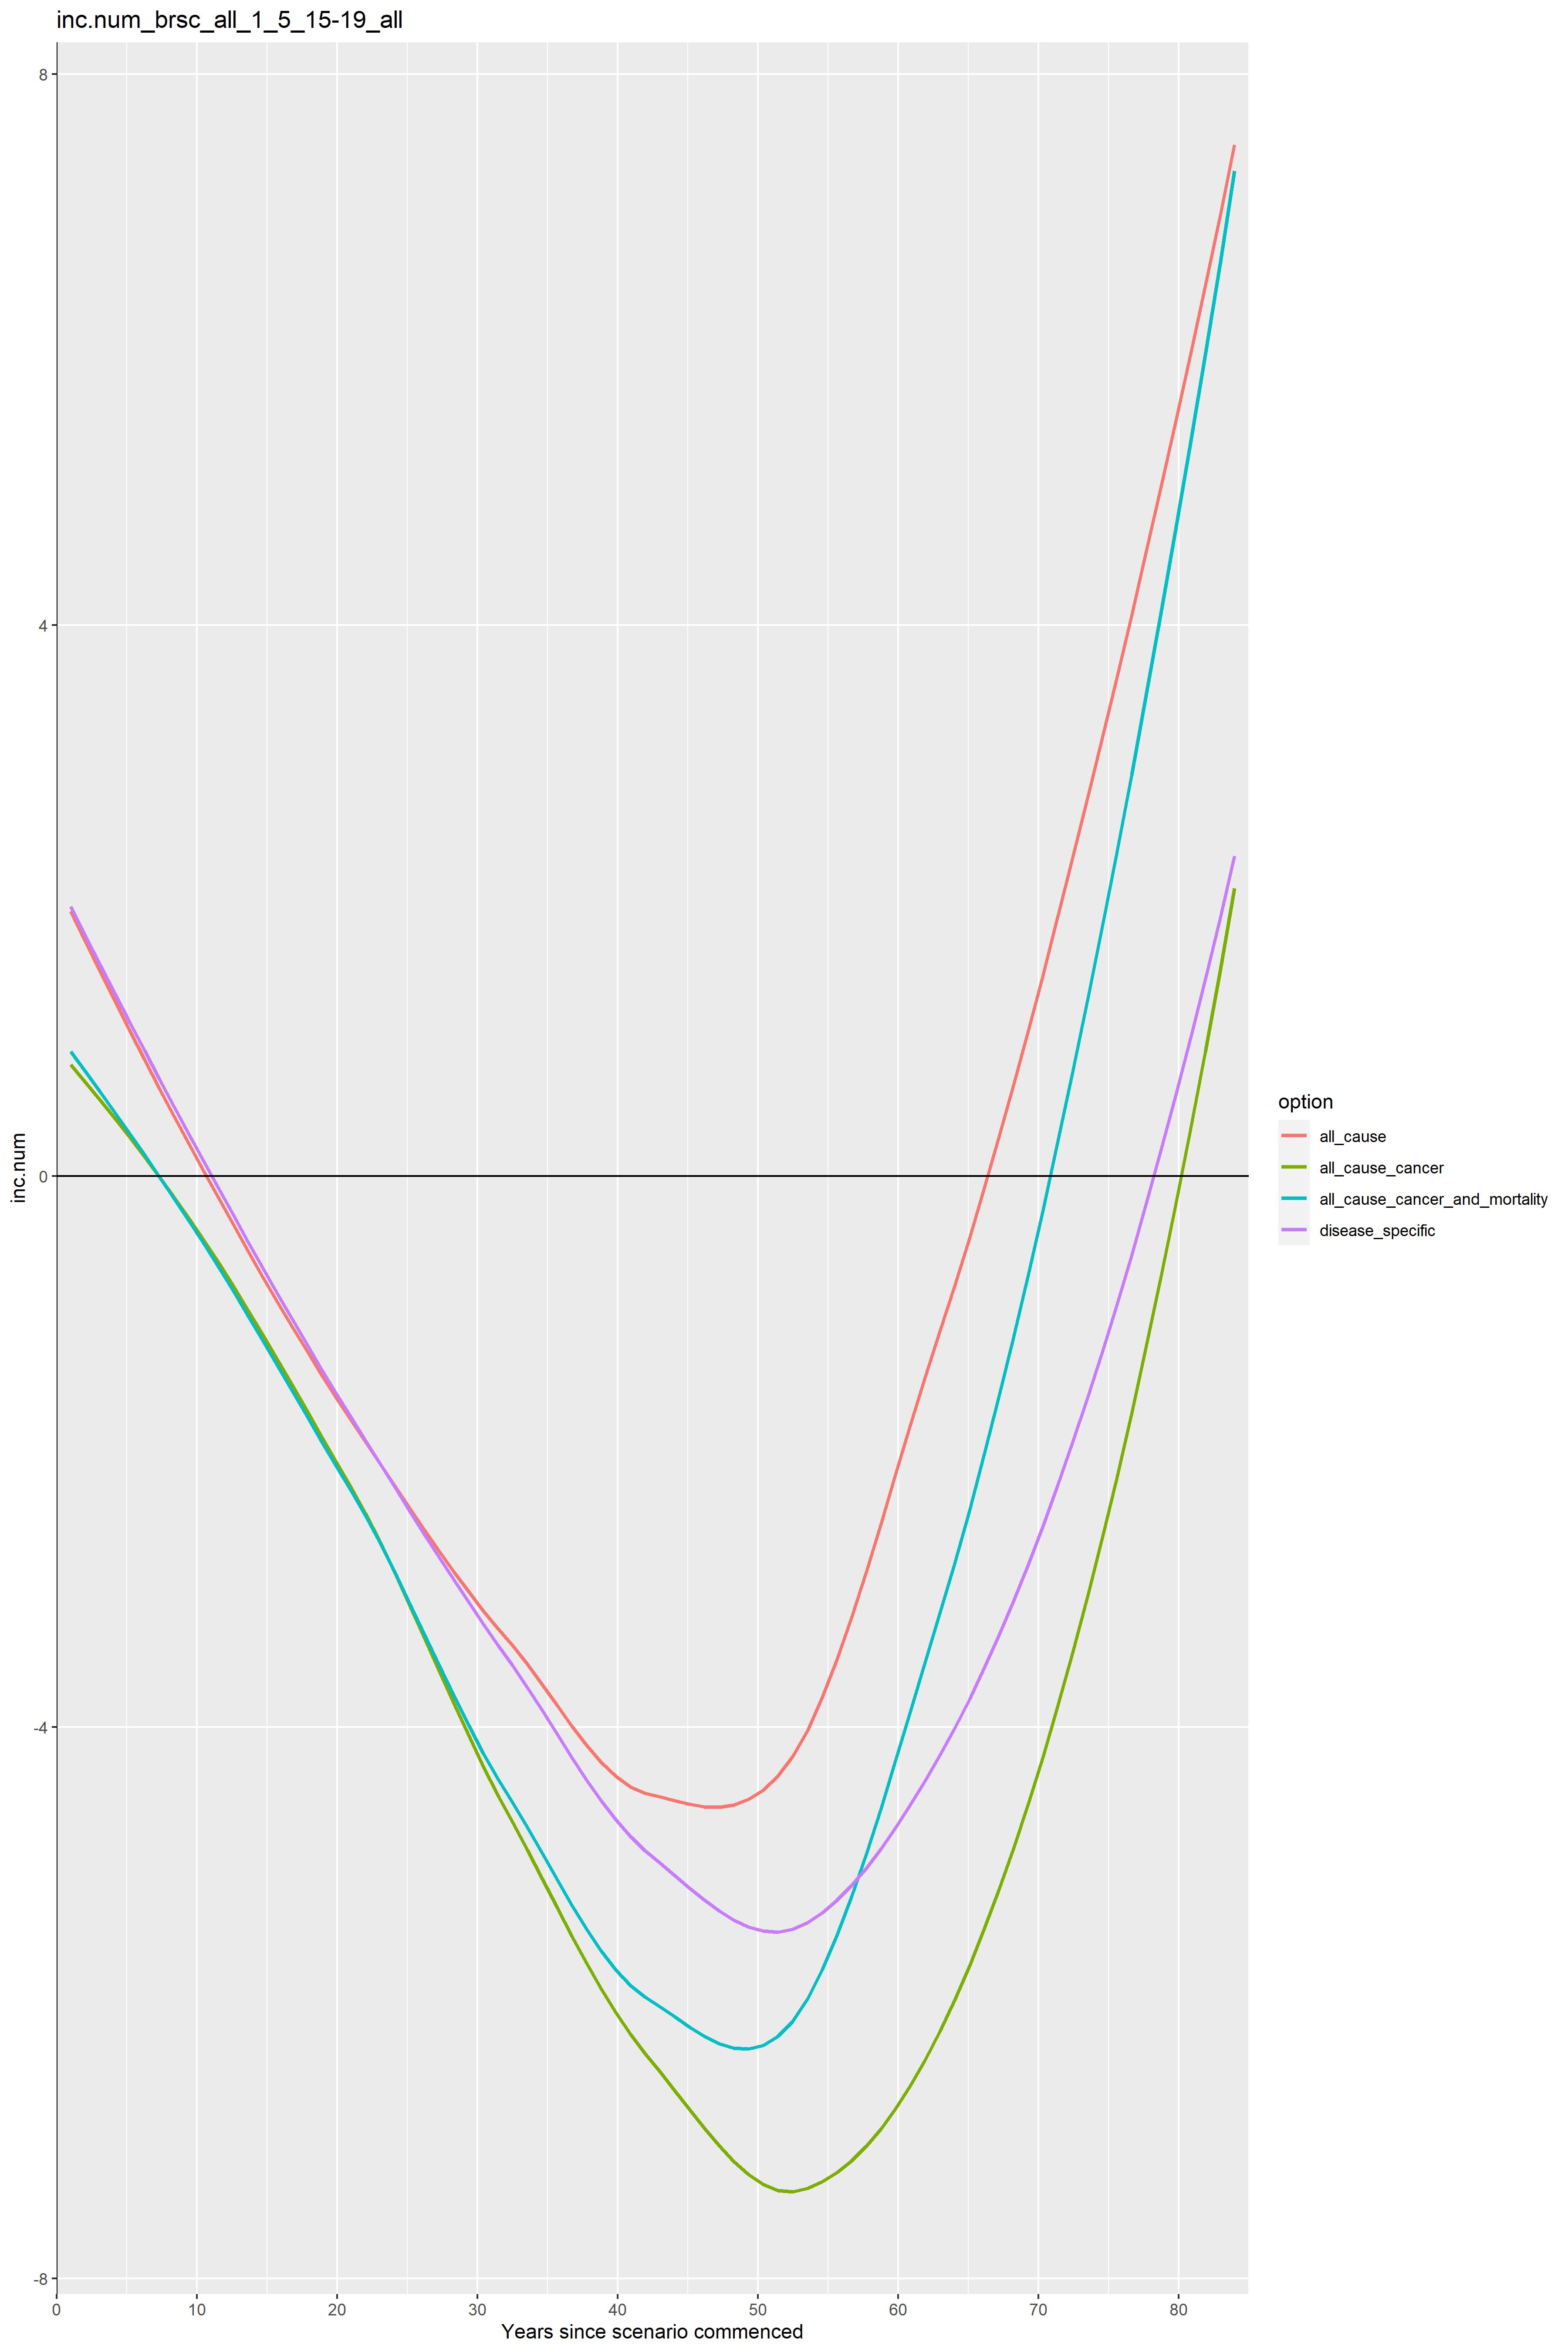 inc.num_brsc_all_1_5_15-19_all
8
4
0
-4
-8
inc.num
0 10 20 30 40 50 60 70 80
Years since scenario commenced
option
all_cause
all_cause_cancer
all_cause_cancer_and_mortality
disease_specific